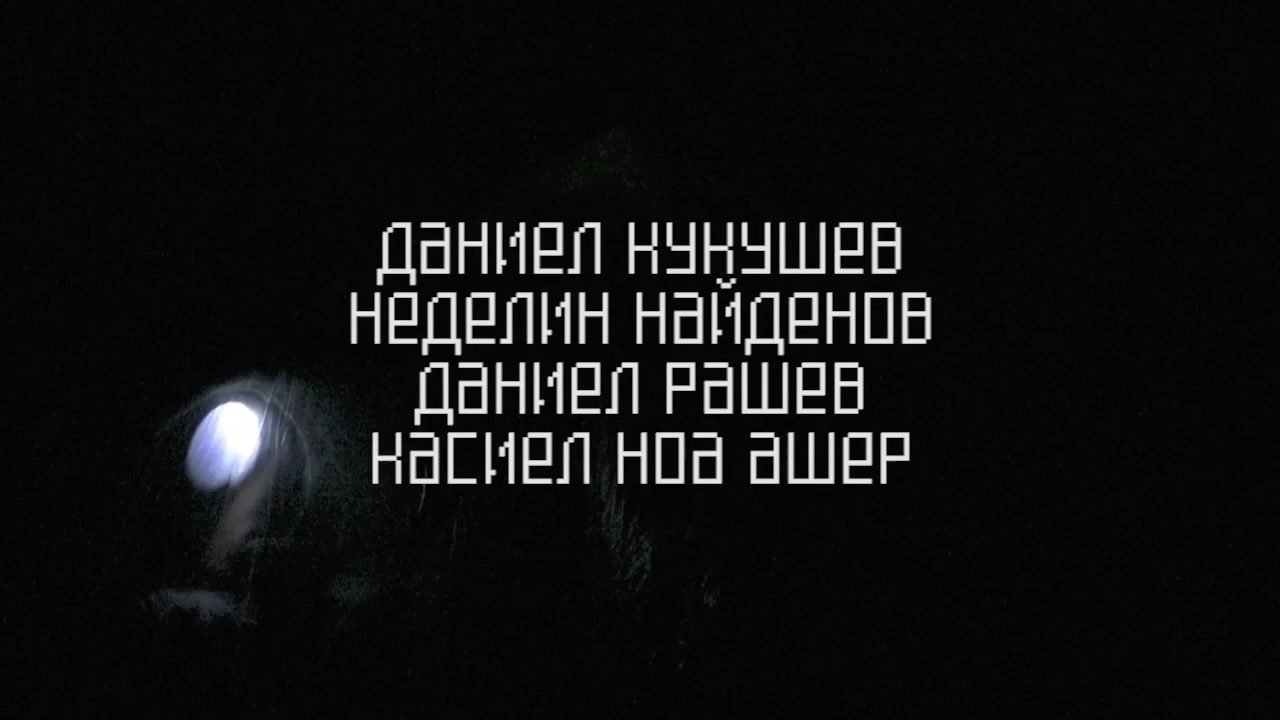 даниел кукушев
неделин найденов
даниел рашев
касиел ноа ашер